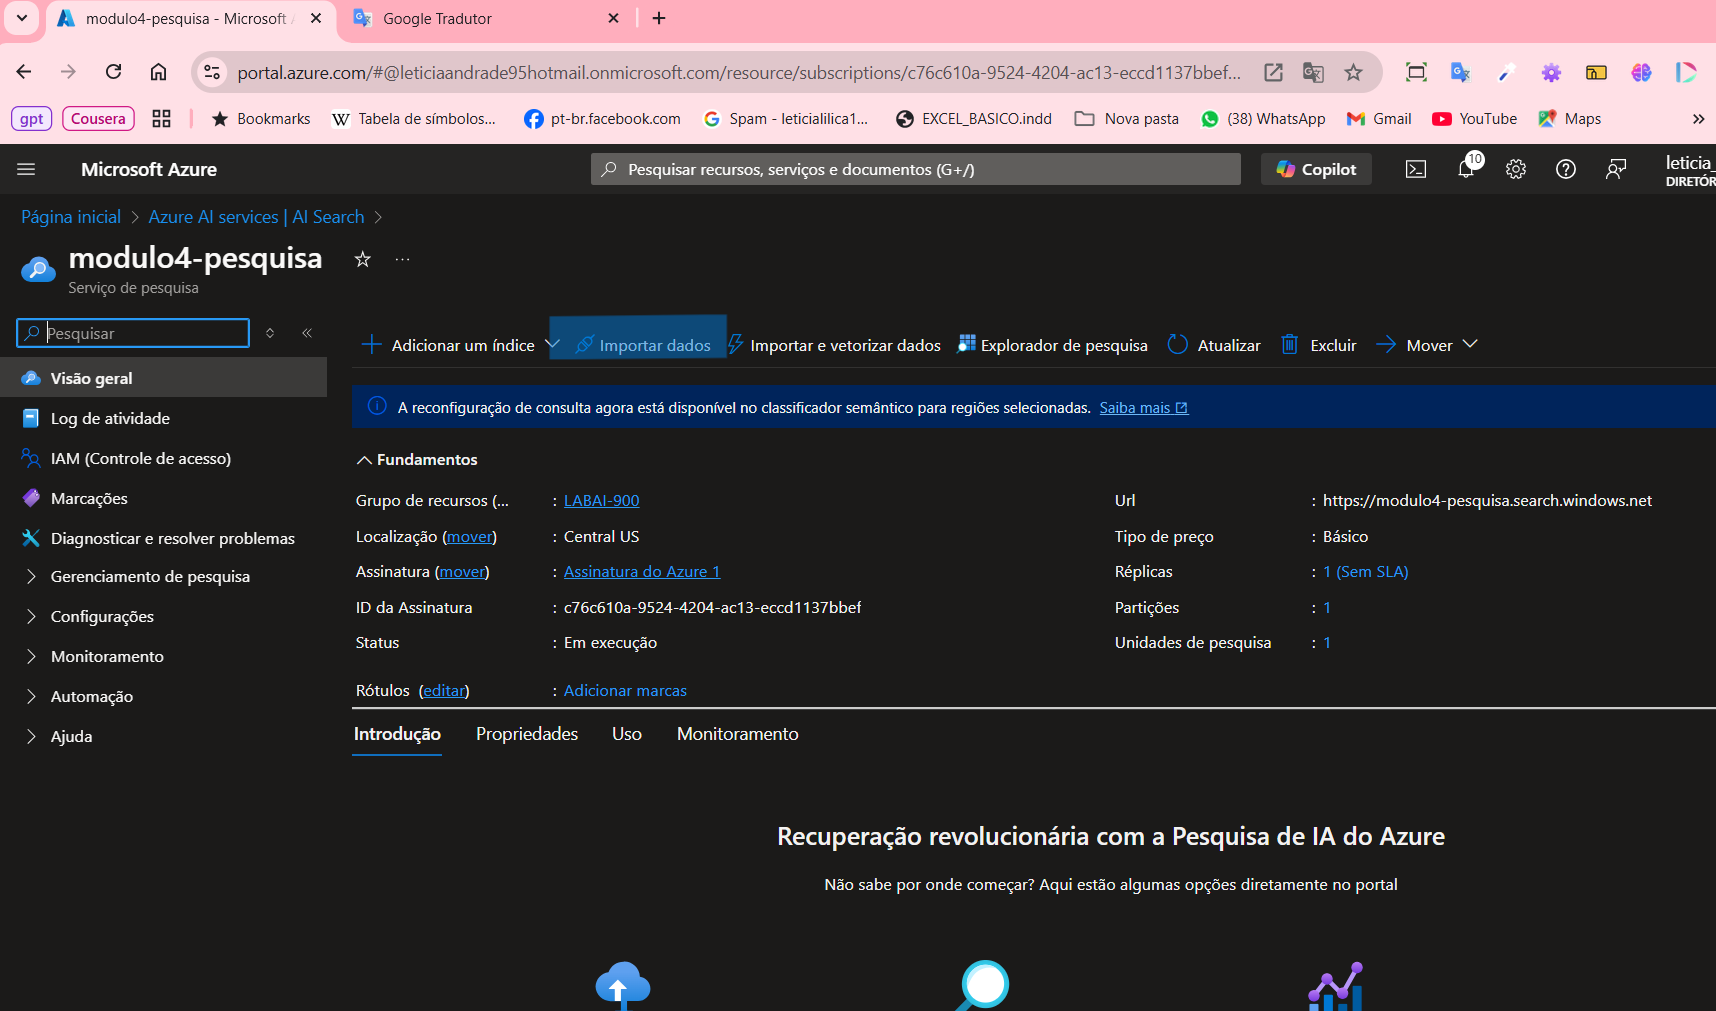 modulo4-pesquisa - Microsoft A
Google Tradutor
portal.azure.com/#@leticiaandrade95hotmail.onmicrosoft.com/resource/subscriptions/c76c610a-9524-4204-ac13-eccd1137bbef...
gpt
Cousera
Bookmarks
Tabela de símbolos...
pt-br.facebook.com
Spam - leticialilica1...
EXCEL_BASICO.indd
Nova pasta
(38) WhatsApp
Gmail
YouTube
Maps
Microsoft Azure
Pesquisar recursos, serviços e documentos (G+/)
Copilot
10
leticia_
DIRETÓR
Página inicial > Azure AI services | AI Search >
modulo4-pesquisa
Serviço de pesquisa
Pesquisar
Adicionar um índice
Importar dados
Importar e vetorizar dados
Explorador de pesquisa
Atualizar
Excluir
Mover
Visão geral
Log de atividade
IAM (Controle de acesso)
Marcações
Diagnosticar e resolver problemas
Gerenciamento de pesquisa
Configurações
Monitoramento
Automação
Ajuda
A reconfiguração de consulta agora está disponível no classificador semântico para regiões selecionadas. Saiba mais
Fundamentos
Grupo de recursos (... : LABAI-900
Localização (mover) : Central US
Assinatura (mover) : Assinatura do Azure 1
ID da Assinatura : c76c610a-9524-4204-ac13-eccd1137bbef
Status : Em execução
Rótulos (editar) : Adicionar marcas
Url : https://modulo4-pesquisa.search.windows.net
Tipo de preço : Básico
Réplicas : 1 (Sem SLA)
Partições : 1
Unidades de pesquisa : 1
Introdução
Propriedades
Uso
Monitoramento
Recuperação revolucionária com a Pesquisa de IA do Azure
Não sabe por onde começar? Aqui estão algumas opções diretamente no portal